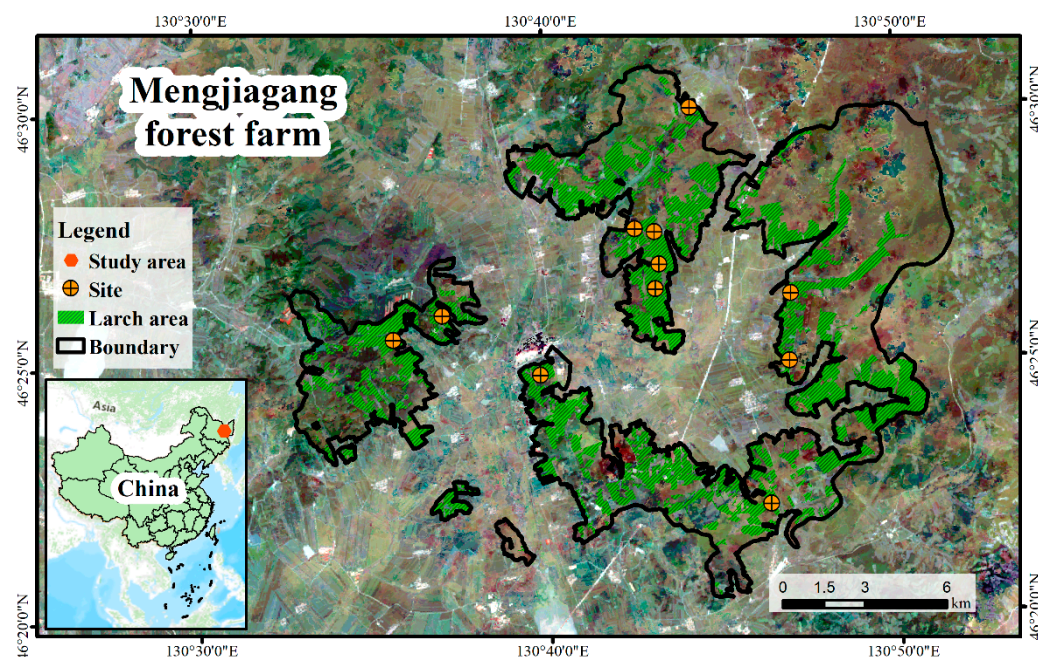 130°30'0"E
130°40'0"E
130°50'0"E
Mengjiagang
forest farm
46°30'0"N
46°30'0"N
Legend
Study area
Site
Larch area
Boundary
46°25'0"N
46°25'0"N
Asia
China
0 1.5 3 6
km
46°20'0"N
46°20'0"N
130°30'0"E
130°40'0"E
130°50'0"E